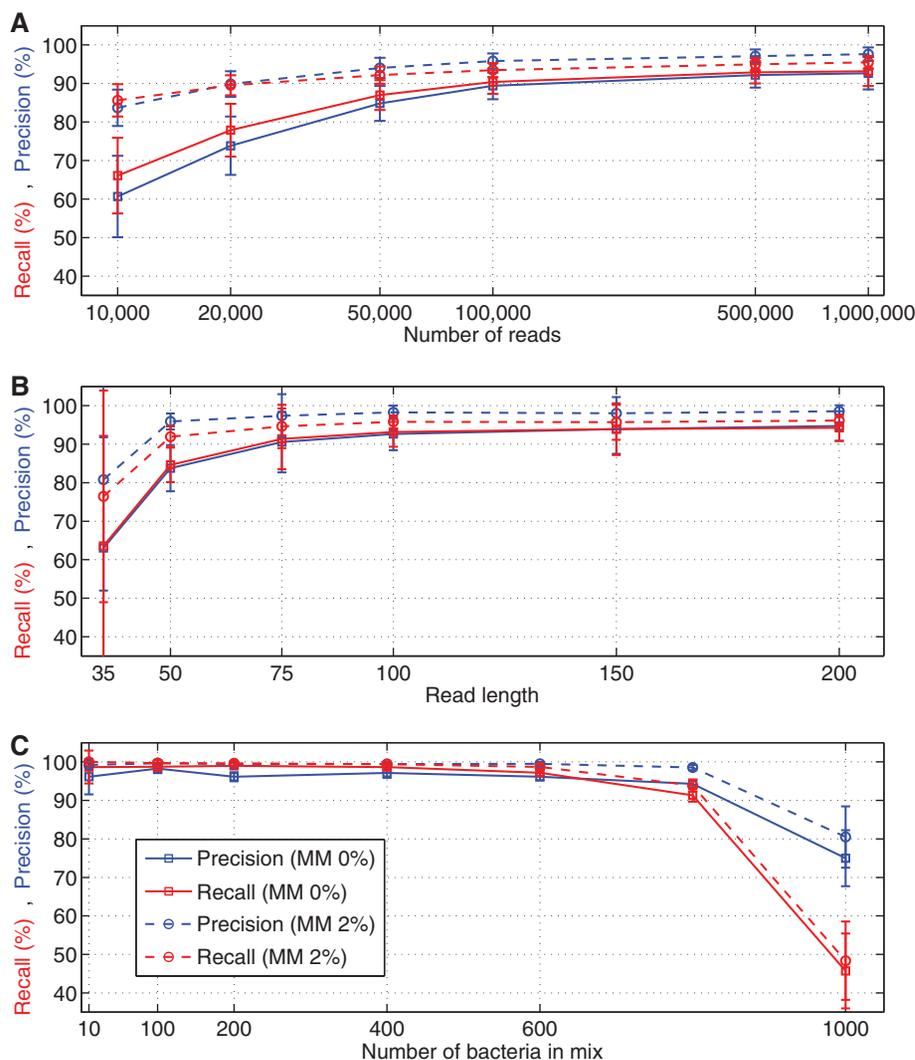 A
Recall (%) , Precision (%)
100
90
80
70
60
50
40
10,000 20,000 50,000 100,000 500,000 1,000,000
Number of reads
B
Recall (%) , Precision (%)
100
90
80
70
60
50
40
35 50 75 100 150 200
Read length
C
Recall (%) , Precision (%)
100
90
80
70
60
50
40
Precision (MM 0%)
Recall (MM 0%)
Precision (MM 2%)
Recall (MM 2%)
10 100 200 400 600 1000
Number of bacteria in mix